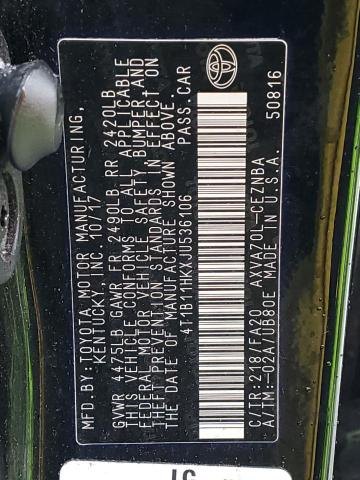 MFD.BY:TOYOTA MOTOR MANUFACTURING,
KENTUCKY, INC. 10/17
GVWR 4475LB GAWR FR 2490LB RR 2420LB
THIS VEHICLE CONFORMS TO ALL APPLICABLE
FEDERAL MOTOR VEHICLE SAFETY, BUMPER, AND
THEFT PREVENTION STANDARDS IN EFFECT ON
THE DATE OF MANUFACTURE SHOWN ABOVE.
4T1B11HKXJU536106 PASS.CAR
C/TR:218/FA20 AXVA70L-CEZNBA
A/TM:-02A/UB80E MADE IN U.S.A.
50816